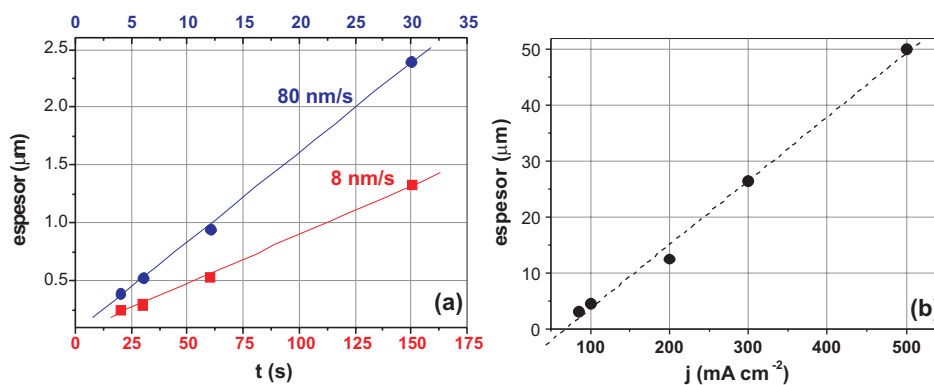 0 5 10 15 20 25 30 35
2.5
2.0
1.5
1.0
0.5
espesor (μm)
80 nm/s
8 nm/s
(a)
0 25 50 75 100 125 150 175
t (s)
50
40
30
20
10
0
espesor (μm)
(b)
100 200 300 400 500
j (mA cm⁻²)